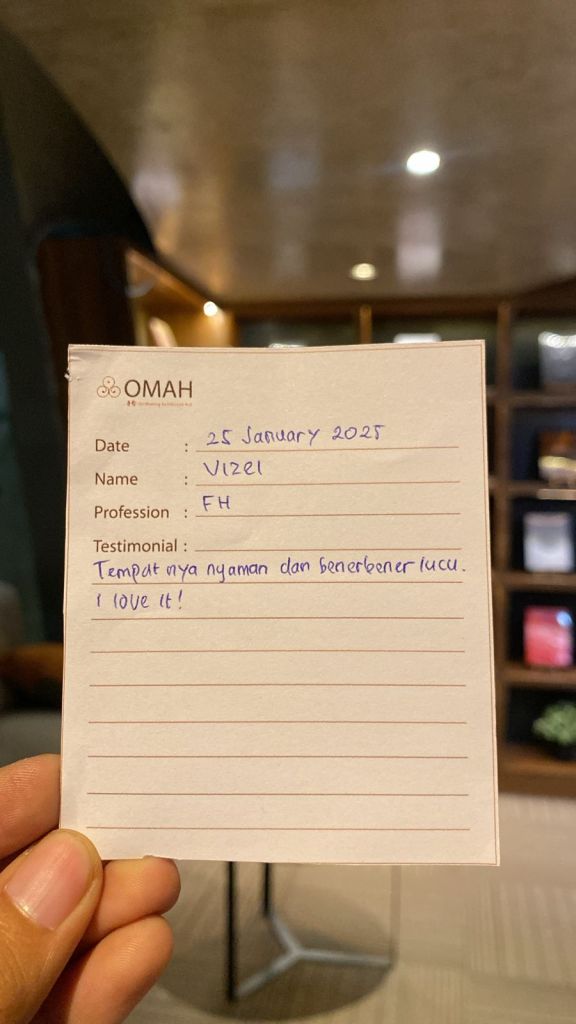 OMAH
Date : 25 January 2025
Name : Vizel
Profession : FH
Testimonial :
Tempat nya nyaman dan benerbener lucu.
I love it!